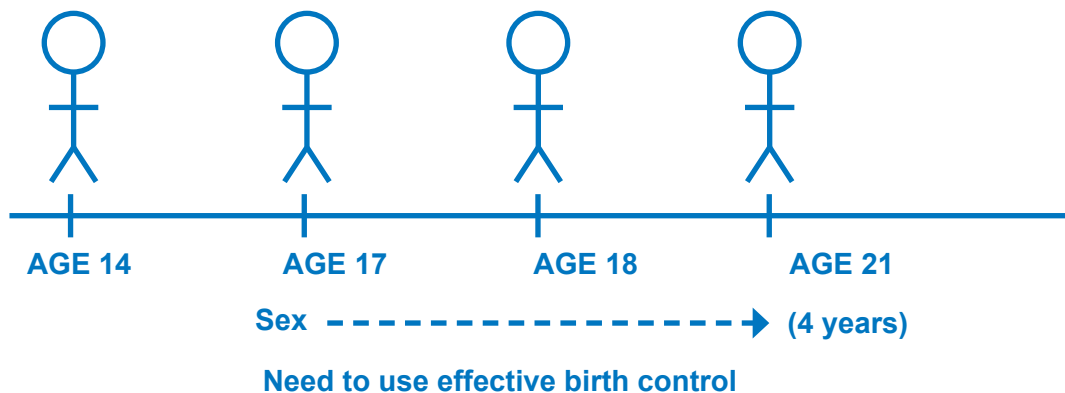 AGE 14 AGE 17 AGE 18 AGE 21
Sex (4 years)
Need to use effective birth control